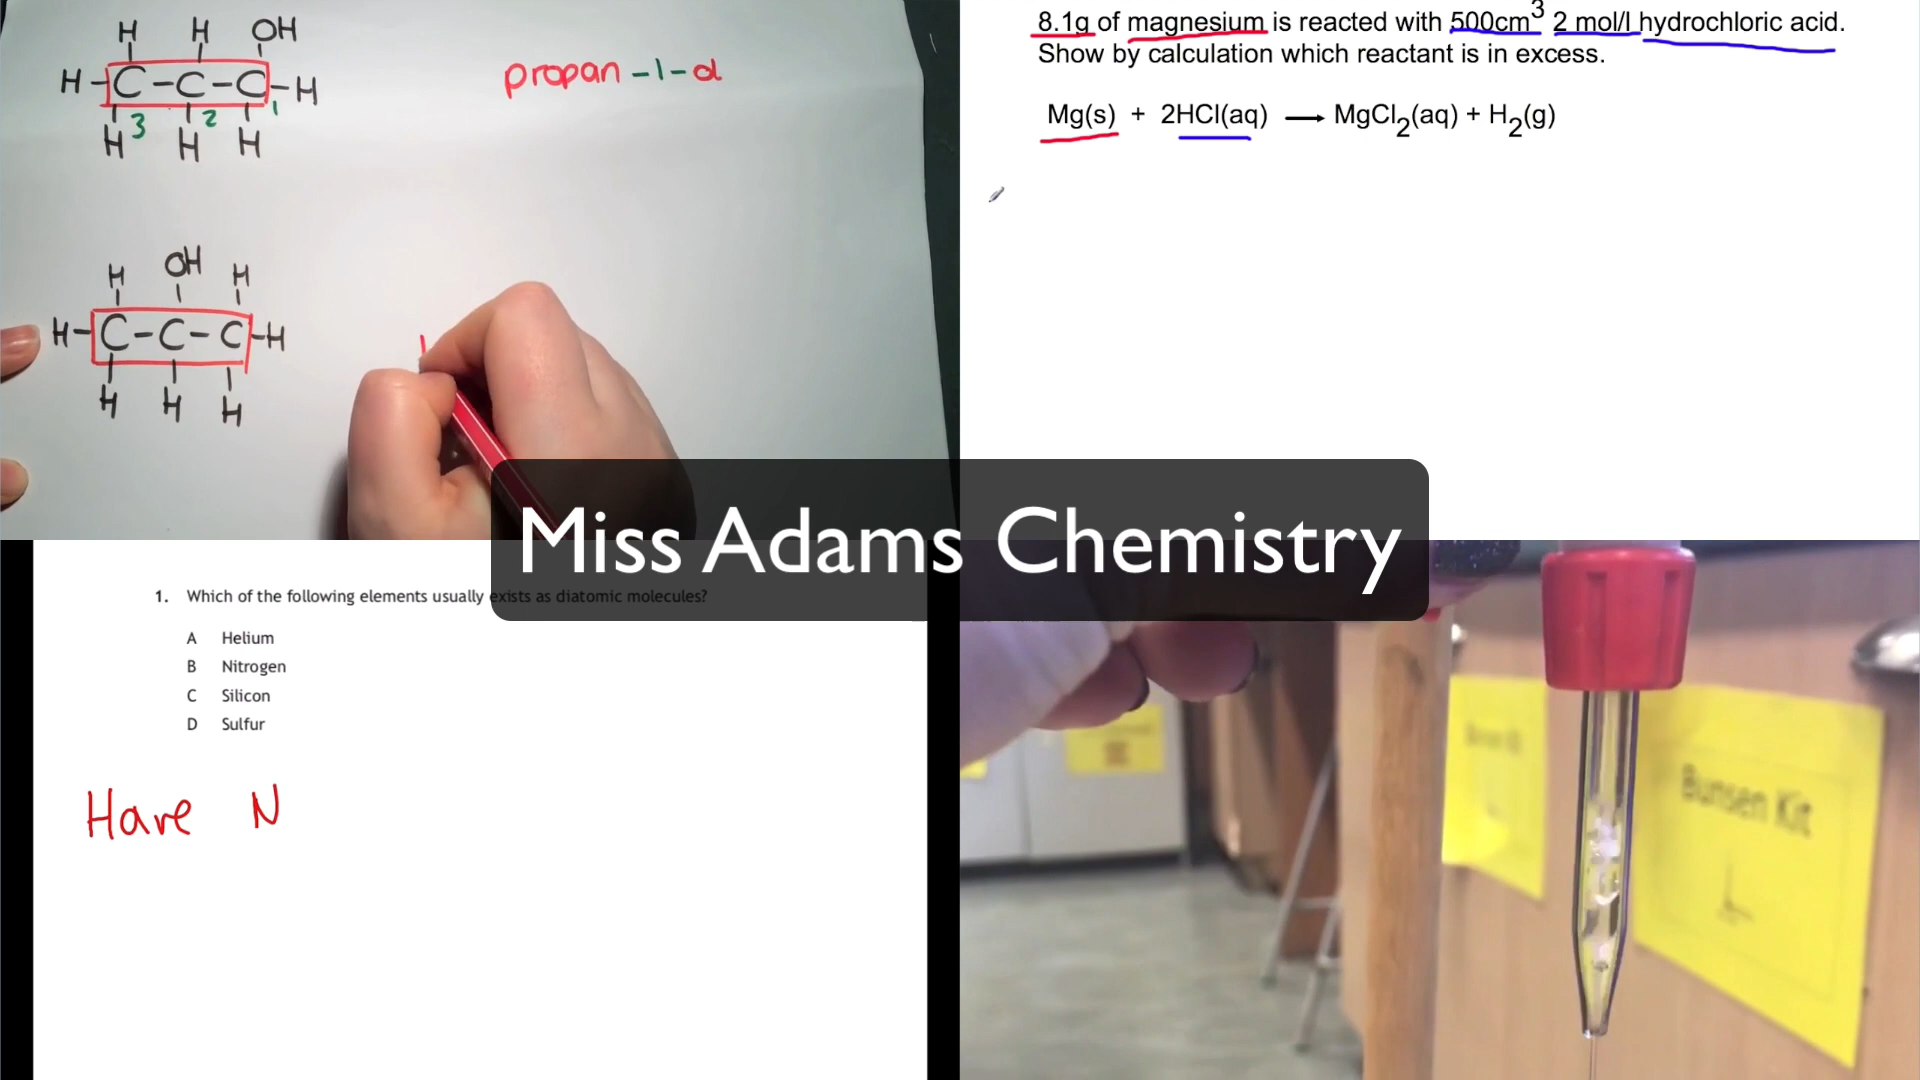 H H OH
H-C-C-C-H
3 2 1
H H H
propan-1-ol
H OH H
H-C-C-C-H
H H H
8.1g of magnesium is reacted with 500cm³ 2 mol/l hydrochloric acid.
Show by calculation which reactant is in excess.
Mg(s) + 2HCl(aq) ⟶ MgCl₂(aq) + H₂(g)
Miss Adams Chemistry
1. Which of the following elements usually exists as diatomic molecules?
A Helium
B Nitrogen
C Silicon
D Sulfur
Have N
Bunsen Kit